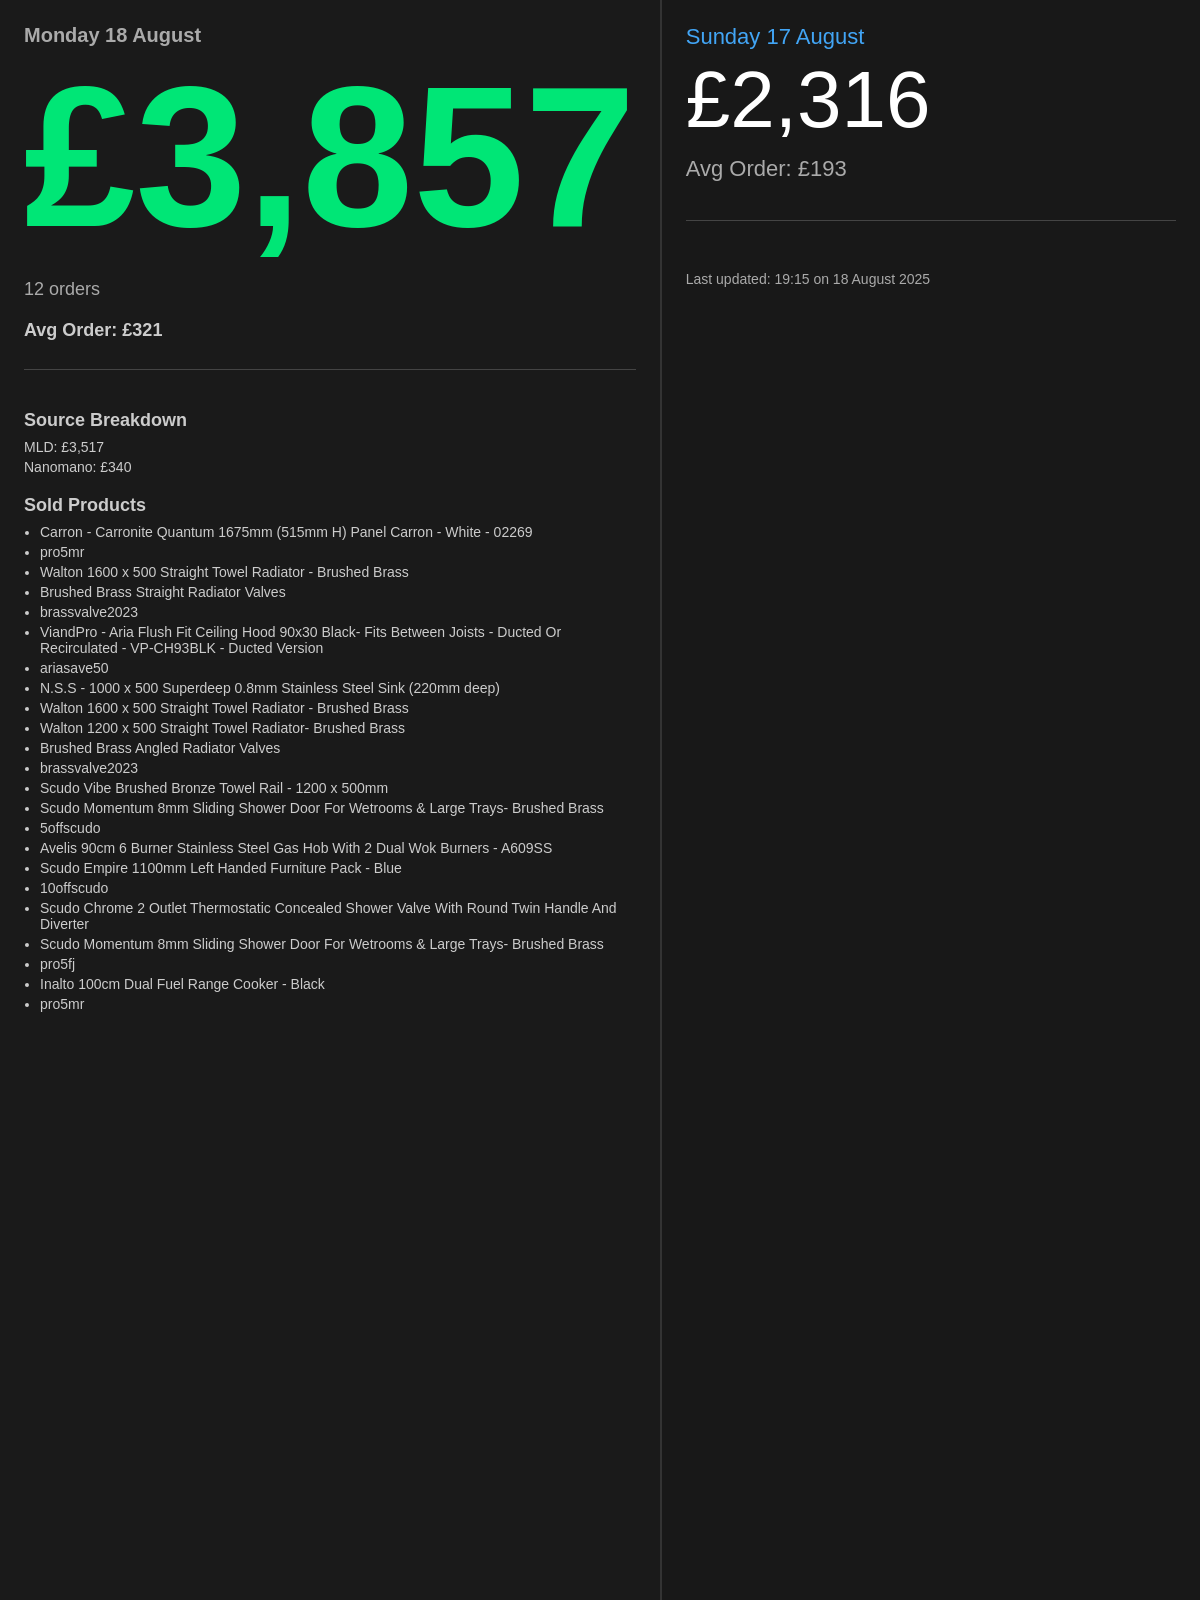 Monday 18 August
£3,857
12 orders
Avg Order: £321
Source Breakdown
MLD: £3,517
Nanomano: £340
Sold Products
• Carron - Carronite Quantum 1675mm (515mm H) Panel Carron - White - 02269
• pro5mr
• Walton 1600 x 500 Straight Towel Radiator - Brushed Brass
• Brushed Brass Straight Radiator Valves
• brassvalve2023
• ViandPro - Aria Flush Fit Ceiling Hood 90x30 Black- Fits Between Joists - Ducted Or
Recirculated - VP-CH93BLK - Ducted Version
• ariasave50
• N.S.S - 1000 x 500 Superdeep 0.8mm Stainless Steel Sink (220mm deep)
• Walton 1600 x 500 Straight Towel Radiator - Brushed Brass
• Walton 1200 x 500 Straight Towel Radiator- Brushed Brass
• Brushed Brass Angled Radiator Valves
• brassvalve2023
• Scudo Vibe Brushed Bronze Towel Rail - 1200 x 500mm
• Scudo Momentum 8mm Sliding Shower Door For Wetrooms & Large Trays- Brushed Brass
• 5offscudo
• Avelis 90cm 6 Burner Stainless Steel Gas Hob With 2 Dual Wok Burners - A609SS
• Scudo Empire 1100mm Left Handed Furniture Pack - Blue
• 10offscudo
• Scudo Chrome 2 Outlet Thermostatic Concealed Shower Valve With Round Twin Handle And
Diverter
• Scudo Momentum 8mm Sliding Shower Door For Wetrooms & Large Trays- Brushed Brass
• pro5fj
• Inalto 100cm Dual Fuel Range Cooker - Black
• pro5mr
Sunday 17 August
£2,316
Avg Order: £193
Last updated: 19:15 on 18 August 2025